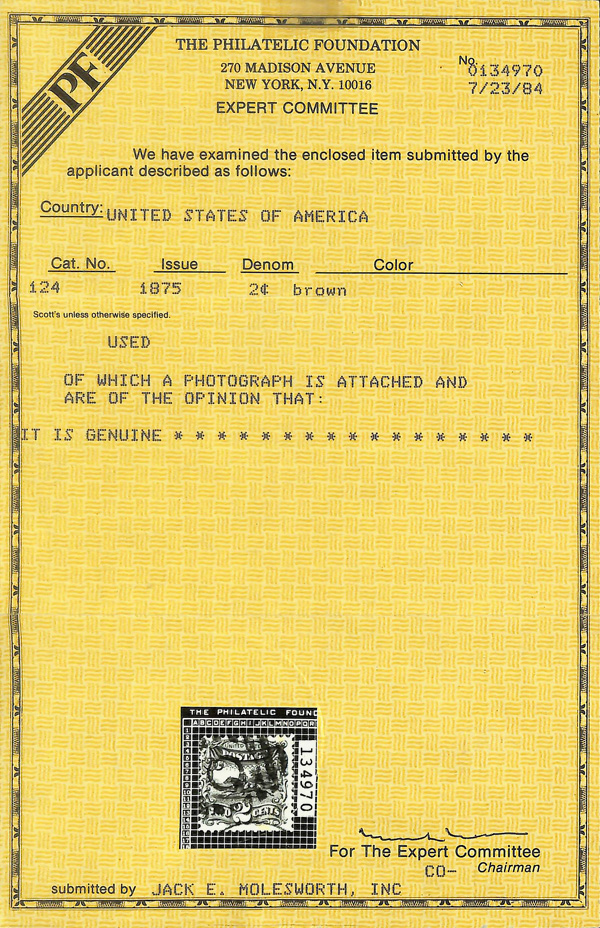 PF
THE PHILATELIC FOUNDATION
270 MADISON AVENUE
NEW YORK, N.Y. 10016
EXPERT COMMITTEE
No. 0134970
7/23/84
We have examined the enclosed item submitted by the
applicant described as follows:
Country: UNITED STATES OF AMERICA
Cat. No. Issue Denom Color
124 1875 2¢ brown
Scott's unless otherwise specified.
USED
OF WHICH A PHOTOGRAPH IS ATTACHED AND
ARE OF THE OPINION THAT:
IT IS GENUINE * * * * * * * * * * * * * * * * *
THE PHILATELIC FOUND
ABCDEFGHIJKLMNOPQR
POSTAGE
134970
2 CENTS
For The Expert Committee
CO- Chairman
submitted by JACK E. MOLESWORTH, INC